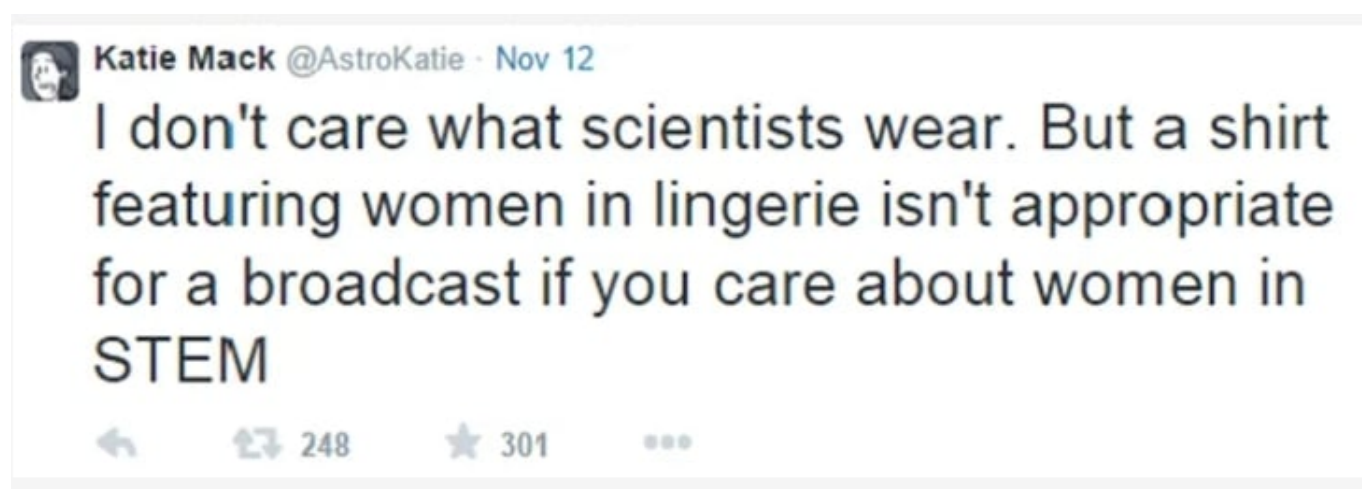 Katie Mack @AstroKatie · Nov 12
I don't care what scientists wear. But a shirt
featuring women in lingerie isn't appropriate
for a broadcast if you care about women in
STEM
248 301